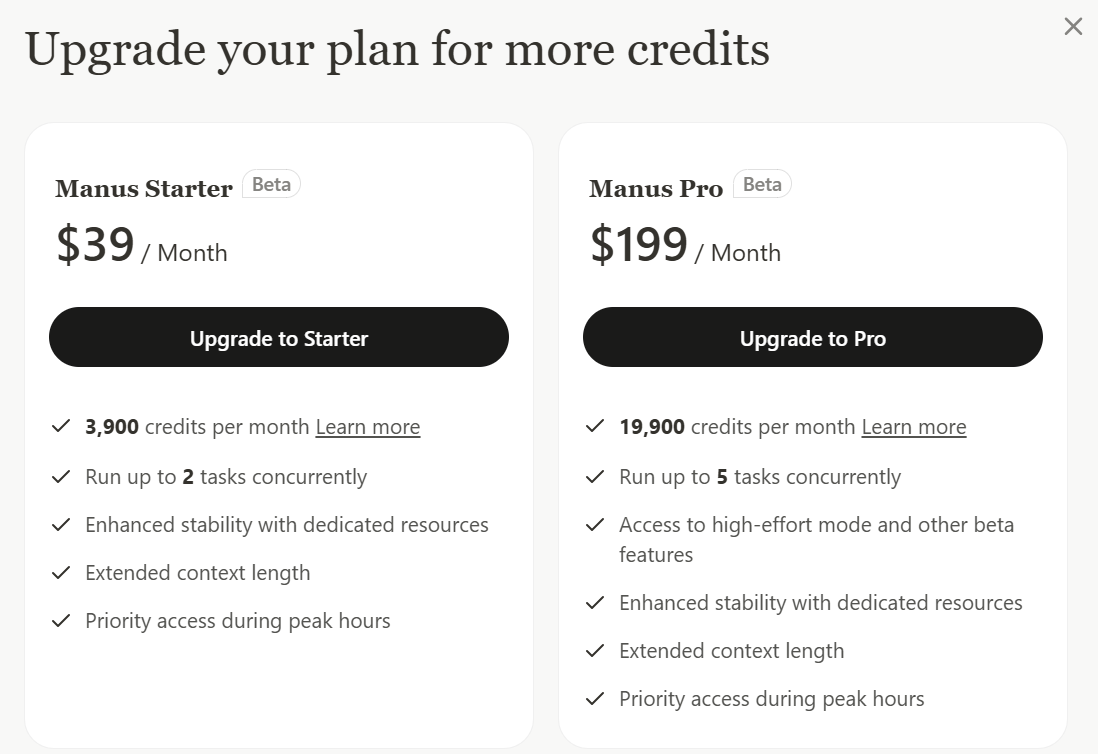 Upgrade your plan for more credits
Manus Starter Beta
$39 / Month
Upgrade to Starter
3,900 credits per month Learn more
Run up to 2 tasks concurrently
Enhanced stability with dedicated resources
Extended context length
Priority access during peak hours
Manus Pro Beta
$199 / Month
Upgrade to Pro
19,900 credits per month Learn more
Run up to 5 tasks concurrently
Access to high-effort mode and other beta
features
Enhanced stability with dedicated resources
Extended context length
Priority access during peak hours